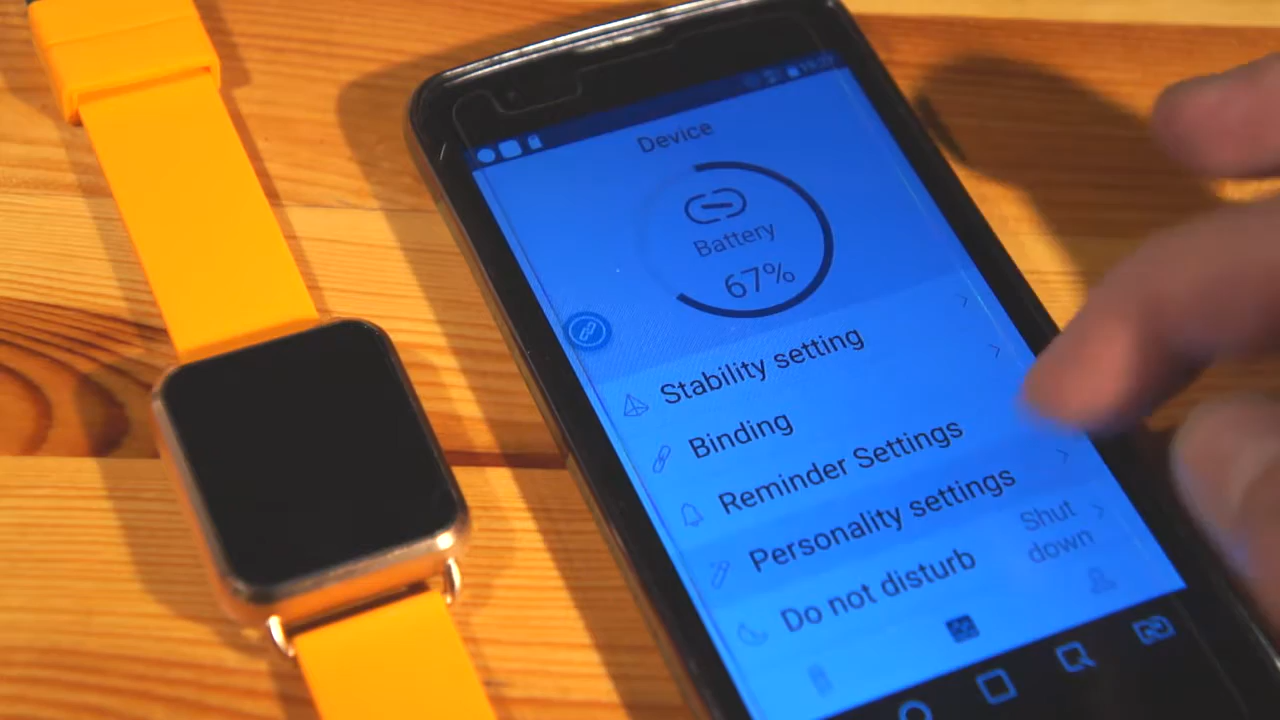 Device
Battery
67%
Stability setting
Binding
Reminder Settings
Personality settings
Do not disturb
Shut
down